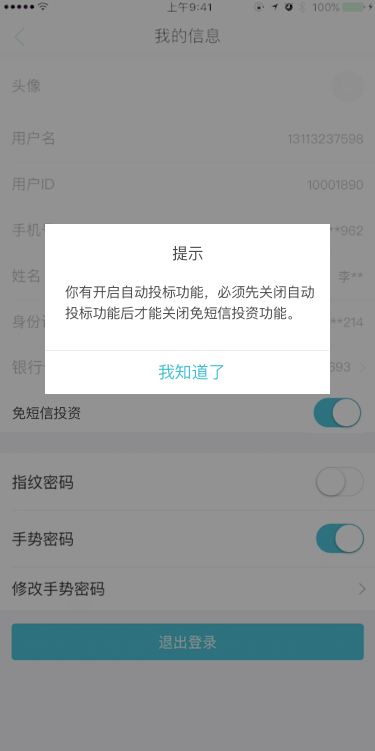 上午9:41
100%
我的信息
头像
用户名
13113237598
用户ID
10001890
手机
**962
提示
姓名
李**
你有开启自动投标功能，必须先关闭自动
投标功能后才能关闭免短信投资功能。
身份
**214
银行
693
我知道了
免短信投资
指纹密码
手势密码
修改手势密码
退出登录